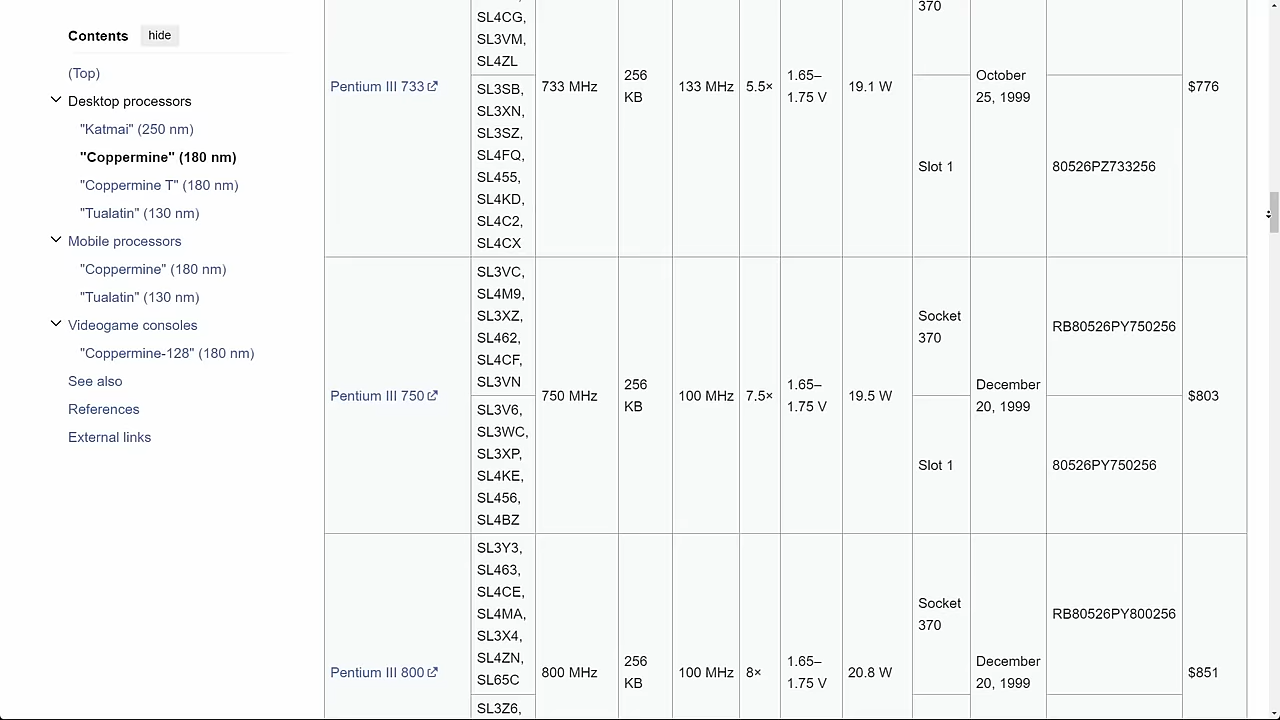 Contents hide
(Top)
Desktop processors
"Katmai" (250 nm)
"Coppermine" (180 nm)
"Coppermine T" (180 nm)
"Tualatin" (130 nm)
Mobile processors
"Coppermine" (180 nm)
"Tualatin" (130 nm)
Videogame consoles
"Coppermine-128" (180 nm)
See also
References
External links
Pentium III 733
SL4CG,
SL3VM,
SL4ZL
SL3SB,
SL3XN,
SL3SZ,
SL4FQ,
SL455,
SL4KD,
SL4C2,
SL4CX
733 MHz
256
KB
133 MHz
5.5×
1.65–
1.75 V
19.1 W
370
Slot 1
October
25, 1999
80526PZ733256
$776
Pentium III 750
SL3VC,
SL4M9,
SL3XZ,
SL462,
SL4CF,
SL3VN
SL3V6,
SL3WC,
SL3XP,
SL4KE,
SL456,
SL4BZ
750 MHz
256
KB
100 MHz
7.5×
1.65–
1.75 V
19.5 W
Socket
370
Slot 1
December
20, 1999
RB80526PY750256
80526PY750256
$803
Pentium III 800
SL3Y3,
SL463,
SL4CE,
SL4MA,
SL3X4,
SL4ZN,
SL65C
SL3Z6,
800 MHz
256
KB
100 MHz
8×
1.65–
1.75 V
20.8 W
Socket
370
December
20, 1999
RB80526PY800256
$851